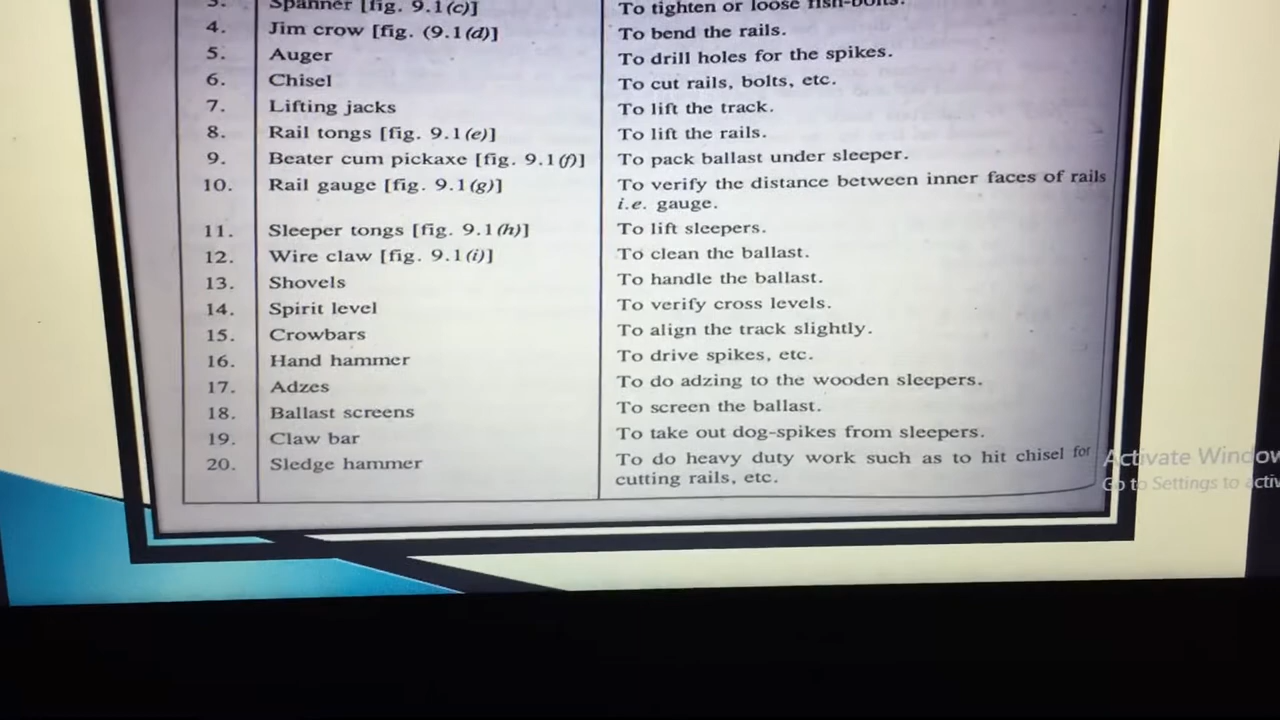 3. Spanner [fig. 9.1(c)] To tighten or loose fish-bolts.
4. Jim crow [fig. (9.1(d)] To bend the rails.
5. Auger To drill holes for the spikes.
6. Chisel To cut rails, bolts, etc.
7. Lifting jacks To lift the track.
8. Rail tongs [fig. 9.1(e)] To lift the rails.
9. Beater cum pickaxe [fig. 9.1(f)] To pack ballast under sleeper.
10. Rail gauge [fig. 9.1(g)] To verify the distance between inner faces of rails
i.e. gauge.
11. Sleeper tongs [fig. 9.1(h)] To lift sleepers.
12. Wire claw [fig. 9.1(i)] To clean the ballast.
13. Shovels To handle the ballast.
14. Spirit level To verify cross levels.
15. Crowbars To align the track slightly.
16. Hand hammer To drive spikes, etc.
17. Adzes To do adzing to the wooden sleepers.
18. Ballast screens To screen the ballast.
19. Claw bar To take out dog-spikes from sleepers.
20. Sledge hammer To do heavy duty work such as to hit chisel for
cutting rails, etc.
Activate Window
Go to Settings to activ